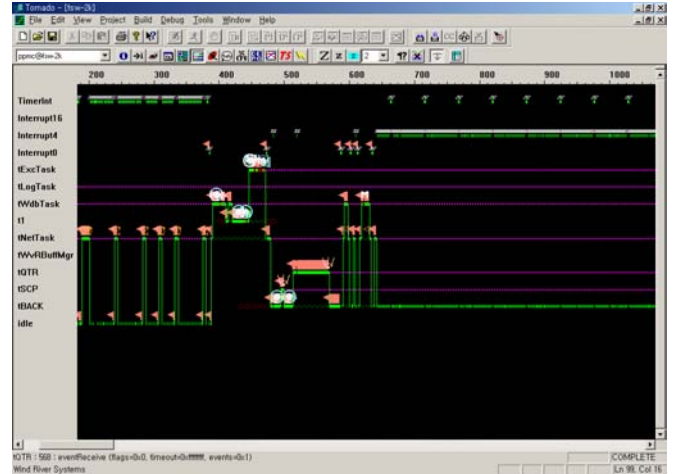 Tornado - [tsw-2k]
File Edit View Project Build Debug Tools Window Help
ppmc@tsw-2k
2
200 300 400 500 600 700 800 900 1000
TimerInt
Interrupt16
Interrupt4
Interrupt0
tExcTask
tLogTask
tWdbTask
t1
tNetTask
tWvRBuffMgr
tQTR
tSCP
tBACK
idle
tQTR : 568 : eventReceive (flags=0x0, timeout=0xffffffff, events=0x1)
COMPLETE
Wind River Systems
Ln 99, Col 16